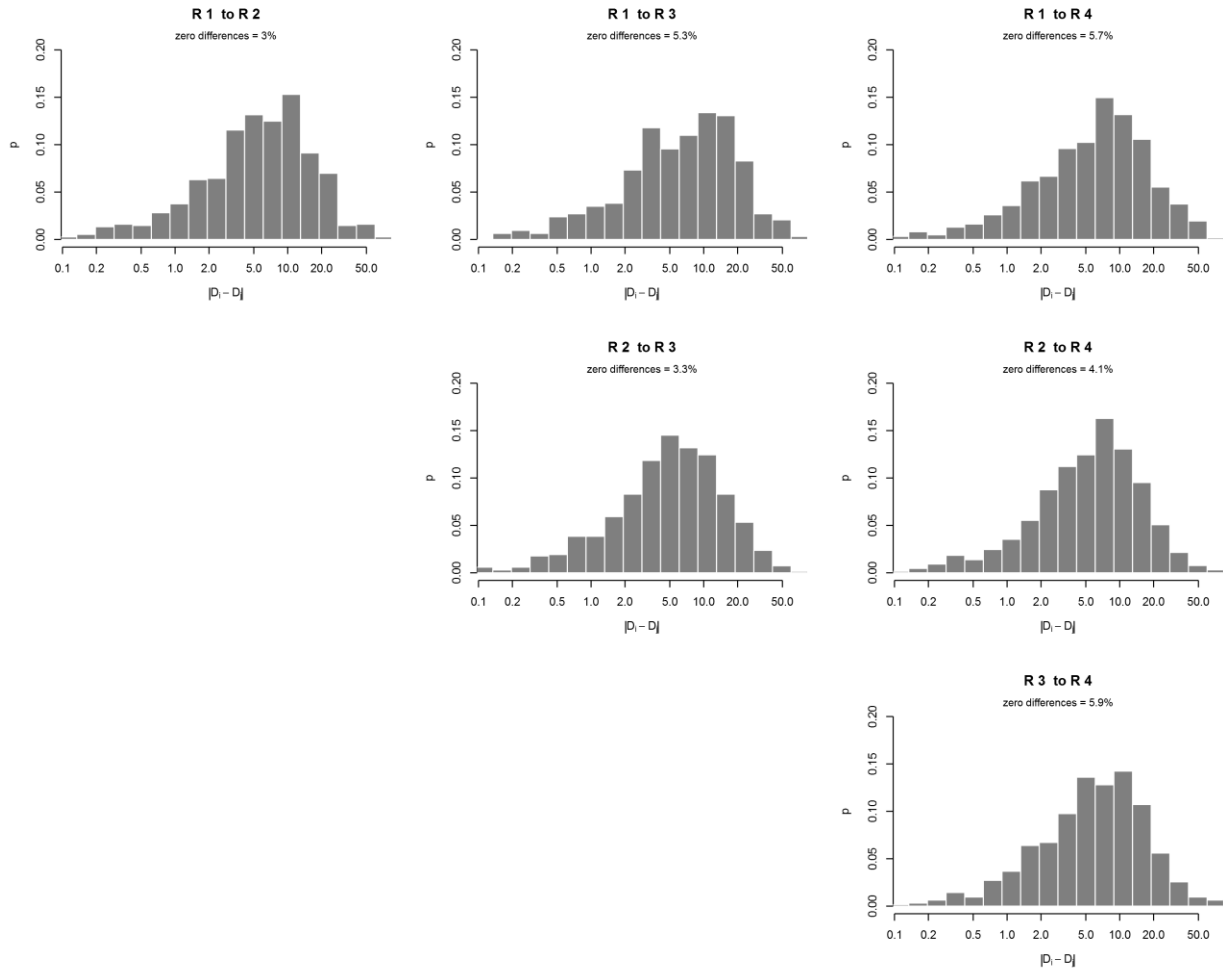 R 1 to R 2
zero differences = 3%
p
0.00 0.05 0.10 0.15 0.20
0.1 0.2 0.5 1.0 2.0 5.0 10.0 20.0 50.0
|Di − Dj|
R 1 to R 3
zero differences = 5.3%
p
0.00 0.05 0.10 0.15 0.20
0.1 0.2 0.5 1.0 2.0 5.0 10.0 20.0 50.0
|Di − Dj|
R 1 to R 4
zero differences = 5.7%
p
0.00 0.05 0.10 0.15 0.20
0.1 0.2 0.5 1.0 2.0 5.0 10.0 20.0 50.0
|Di − Dj|
R 2 to R 3
zero differences = 3.3%
p
0.00 0.05 0.10 0.15 0.20
0.1 0.2 0.5 1.0 2.0 5.0 10.0 20.0 50.0
|Di − Dj|
R 2 to R 4
zero differences = 4.1%
p
0.00 0.05 0.10 0.15 0.20
0.1 0.2 0.5 1.0 2.0 5.0 10.0 20.0 50.0
|Di − Dj|
R 3 to R 4
zero differences = 5.9%
p
0.00 0.05 0.10 0.15 0.20
0.1 0.2 0.5 1.0 2.0 5.0 10.0 20.0 50.0
|Di − Dj|